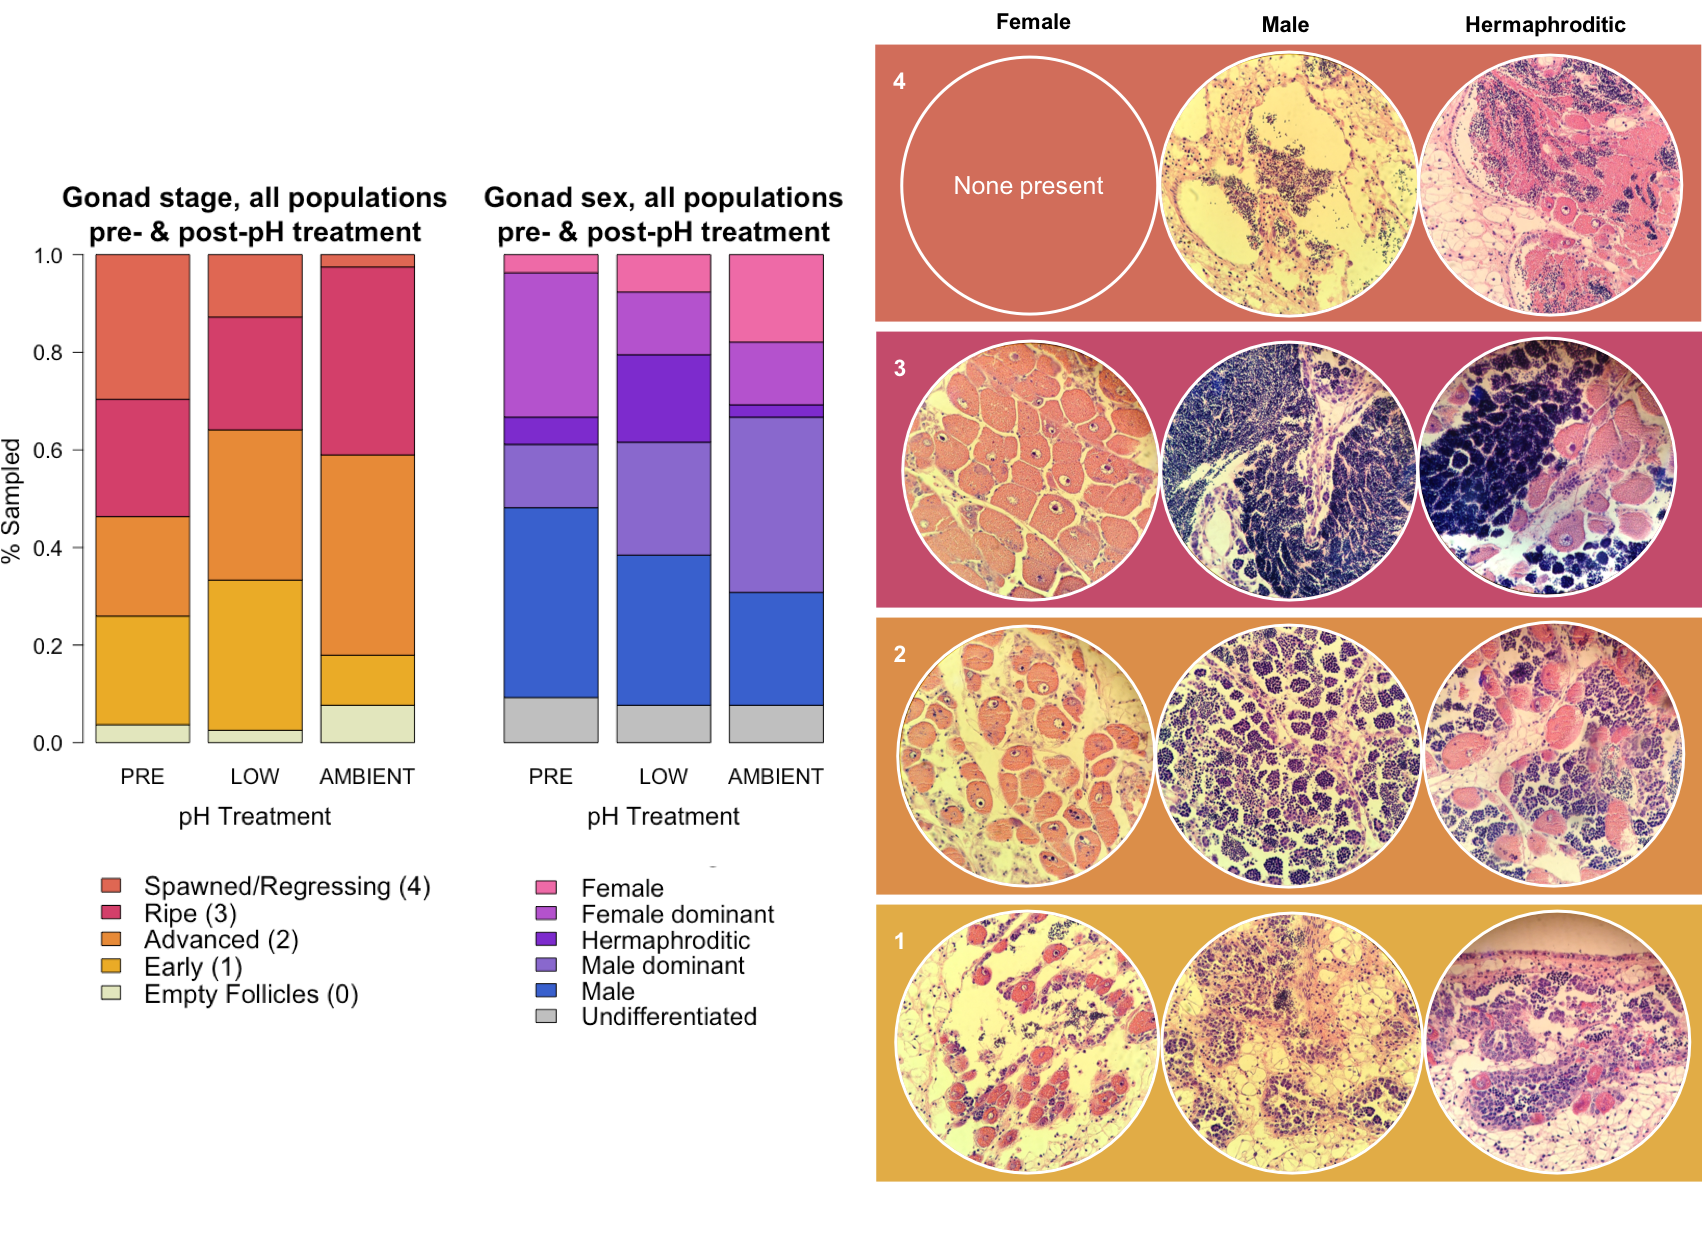 Female
Male
Hermaphroditic
4
None present
3
2
1
Gonad stage, all populations
pre- & post-pH treatment
% Sampled
1.0
0.8
0.6
0.4
0.2
0.0
PRE
LOW
AMBIENT
pH Treatment
Spawned/Regressing (4)
Ripe (3)
Advanced (2)
Early (1)
Empty Follicles (0)
Gonad sex, all populations
pre- & post-pH treatment
PRE
LOW
AMBIENT
pH Treatment
Female
Female dominant
Hermaphroditic
Male dominant
Male
Undifferentiated